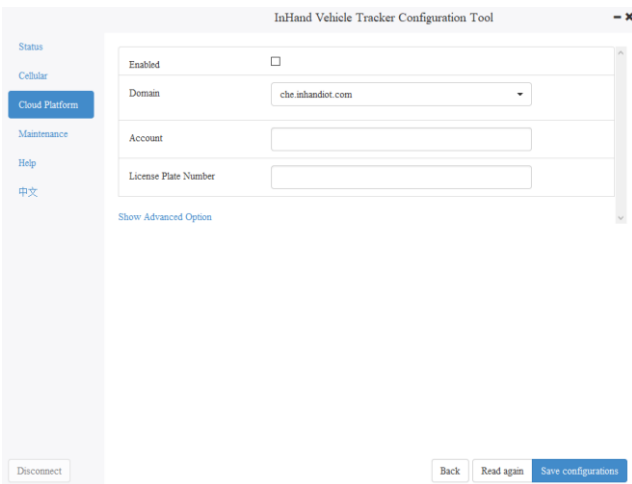 InHand Vehicle Tracker Configuration Tool
Status
Cellular
Cloud Platform
Maintenance
Help
中文
Enabled
Domain
che.inhandiot.com
Account
License Plate Number
Show Advanced Option
Disconnect
Back
Read again
Save configurations